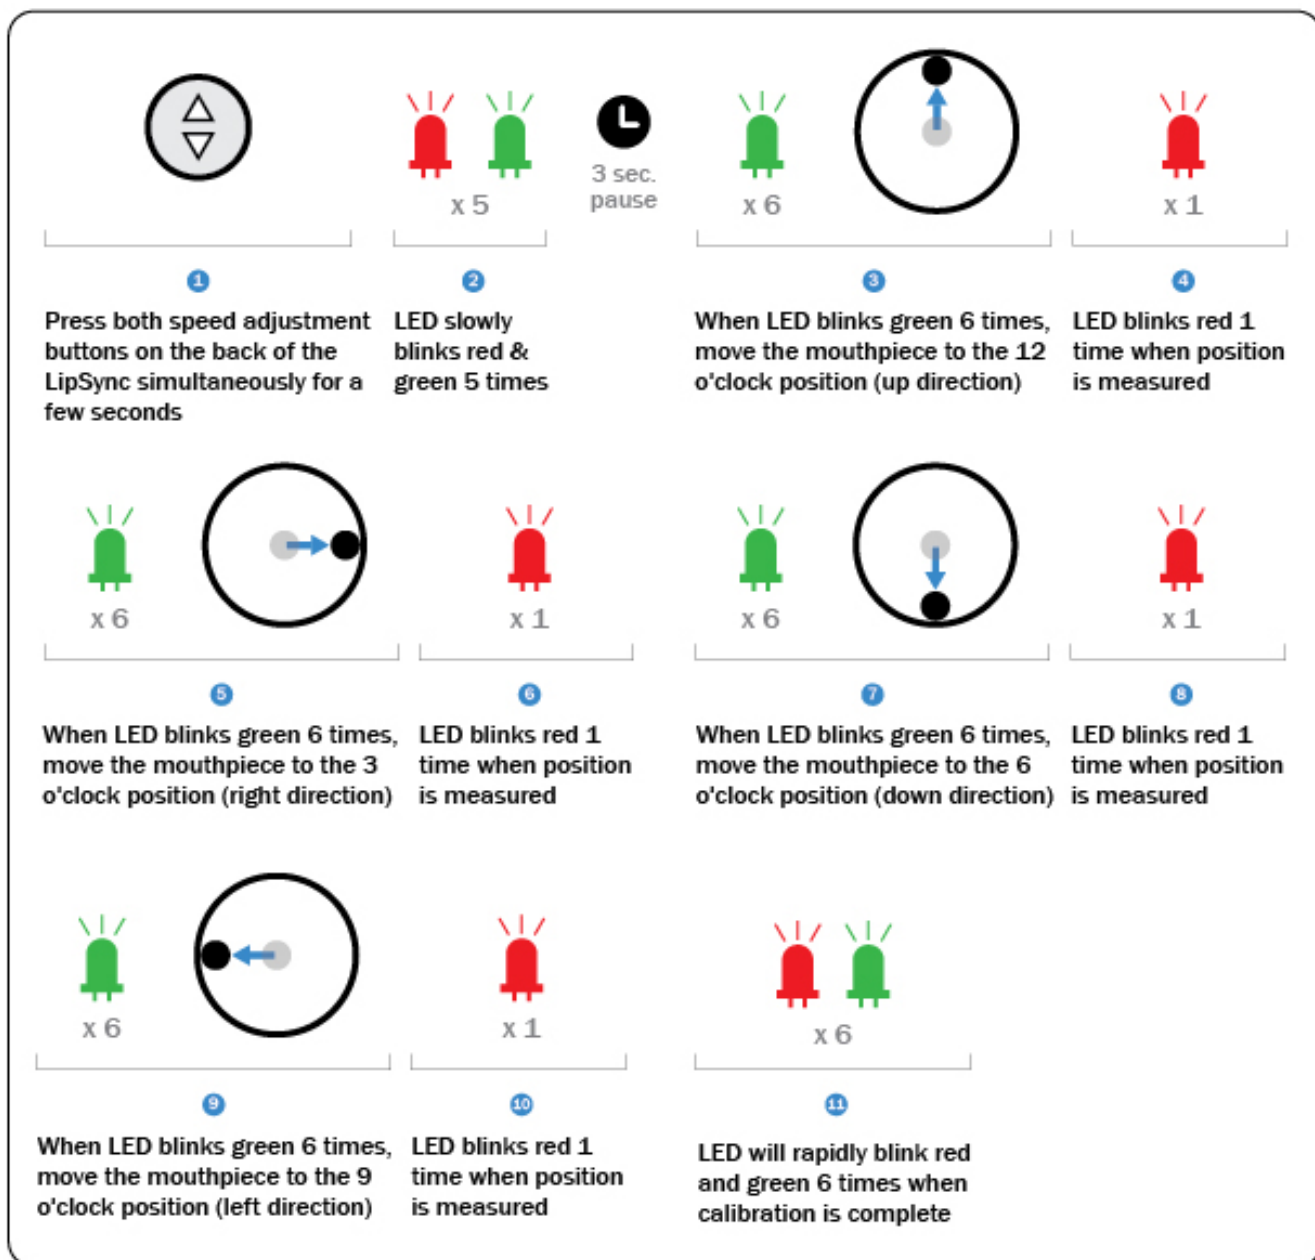 3 sec.
pause
x 5
x 6
x 1
1
2
3
4
Press both speed adjustment
buttons on the back of the
LipSync simultaneously for a
few seconds
LED slowly
blinks red &
green 5 times
When LED blinks green 6 times,
move the mouthpiece to the 12
o'clock position (up direction)
LED blinks red 1
time when position
is measured
x 6
x 1
x 6
x 1
5
6
7
8
When LED blinks green 6 times,
move the mouthpiece to the 3
o'clock position (right direction)
LED blinks red 1
time when position
is measured
When LED blinks green 6 times,
move the mouthpiece to the 6
o'clock position (down direction)
LED blinks red 1
time when position
is measured
x 6
x 1
x 6
9
10
11
When LED blinks green 6 times,
move the mouthpiece to the 9
o'clock position (left direction)
LED blinks red 1
time when position
is measured
LED will rapidly blink red
and green 6 times when
calibration is complete